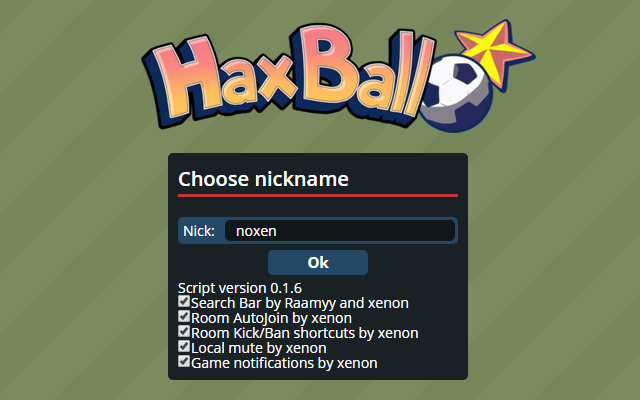 HaxBall
Choose nickname
Nick: noxen
Ok
Script version 0.1.6
Search Bar by Raamyy and xenon
Room AutoJoin by xenon
Room Kick/Ban shortcuts by xenon
Local mute by xenon
Game notifications by xenon